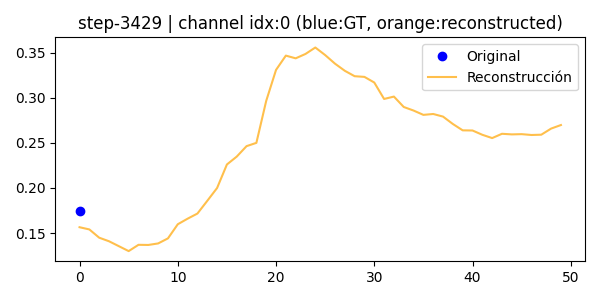 step-3429 | channel idx:0 (blue:GT, orange:reconstructed)
Original
Reconstrucción
0.35
0.30
0.25
0.20
0.15
0 10 20 30 40 50